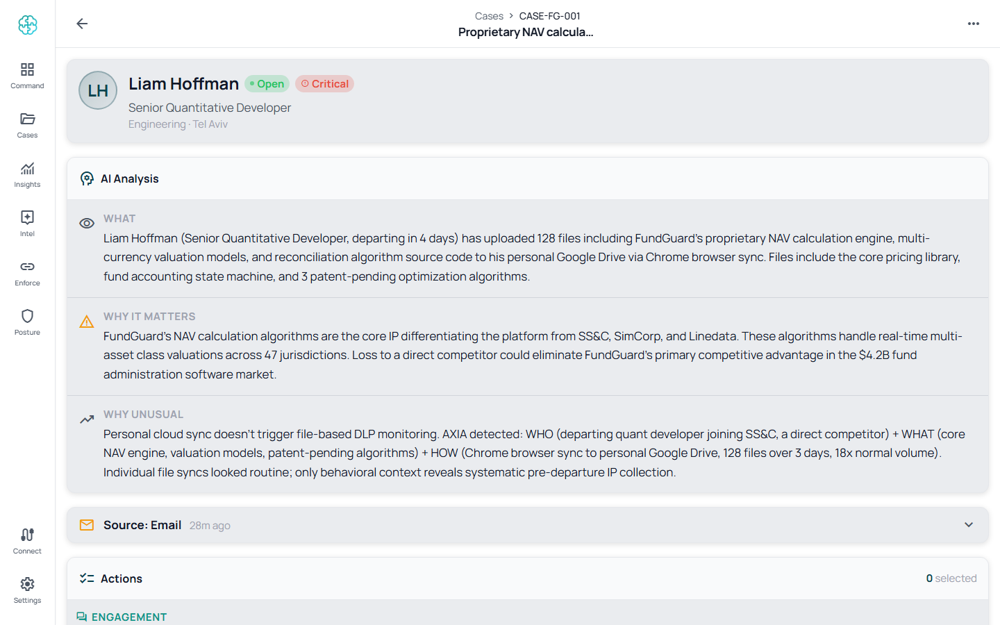 Cases > CASE-FG-001
Proprietary NAV calcula...
Command
Cases
Insights
Intel
Enforce
Posture
Connect
Settings
LH
Liam Hoffman
Open
Critical
Senior Quantitative Developer
Engineering · Tel Aviv
AI Analysis
WHAT
Liam Hoffman (Senior Quantitative Developer, departing in 4 days) has uploaded 128 files including FundGuard's proprietary NAV calculation engine, multi-
currency valuation models, and reconciliation algorithm source code to his personal Google Drive via Chrome browser sync. Files include the core pricing library,
fund accounting state machine, and 3 patent-pending optimization algorithms.
WHY IT MATTERS
FundGuard's NAV calculation algorithms are the core IP differentiating the platform from SS&C, SimCorp, and Linedata. These algorithms handle real-time multi-
asset class valuations across 47 jurisdictions. Loss to a direct competitor could eliminate FundGuard's primary competitive advantage in the $4.2B fund
administration software market.
WHY UNUSUAL
Personal cloud sync doesn't trigger file-based DLP monitoring. AXIA detected: WHO (departing quant developer joining SS&C, a direct competitor) + WHAT (core
NAV engine, valuation models, patent-pending algorithms) + HOW (Chrome browser sync to personal Google Drive, 128 files over 3 days, 18x normal volume).
Individual file syncs looked routine; only behavioral context reveals systematic pre-departure IP collection.
Source: Email 28m ago
Actions
0 selected
ENGAGEMENT